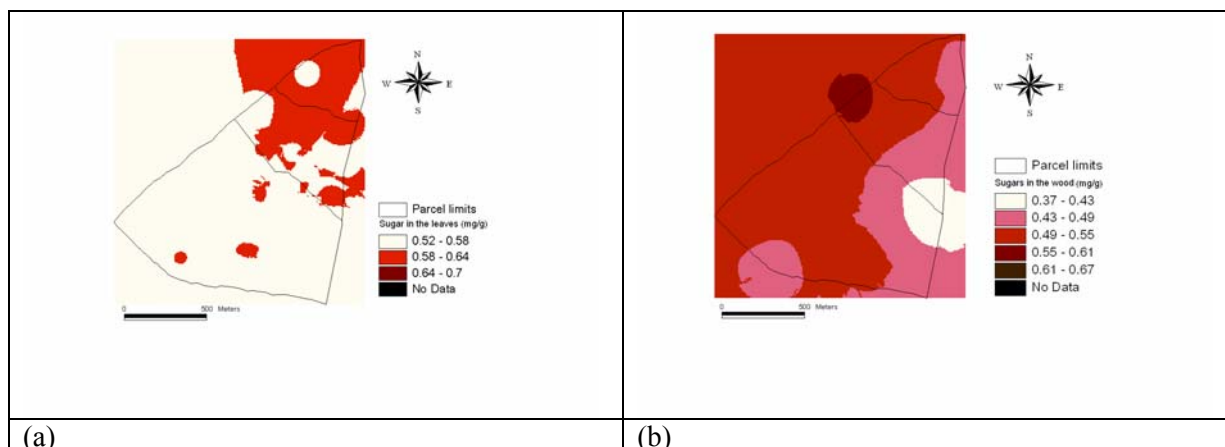 N
W E
S
Parcel limits
Sugar in the leaves (mg/g)
0.52 - 0.58
0.58 - 0.64
0.64 - 0.7
No Data
0 500 Meters
(a)
N
W E
S
Parcel limits
Sugars in the wood (mg/g)
0.37 - 0.43
0.43 - 0.49
0.49 - 0.55
0.55 - 0.61
0.61 - 0.67
No Data
0 500 Meters
(b)